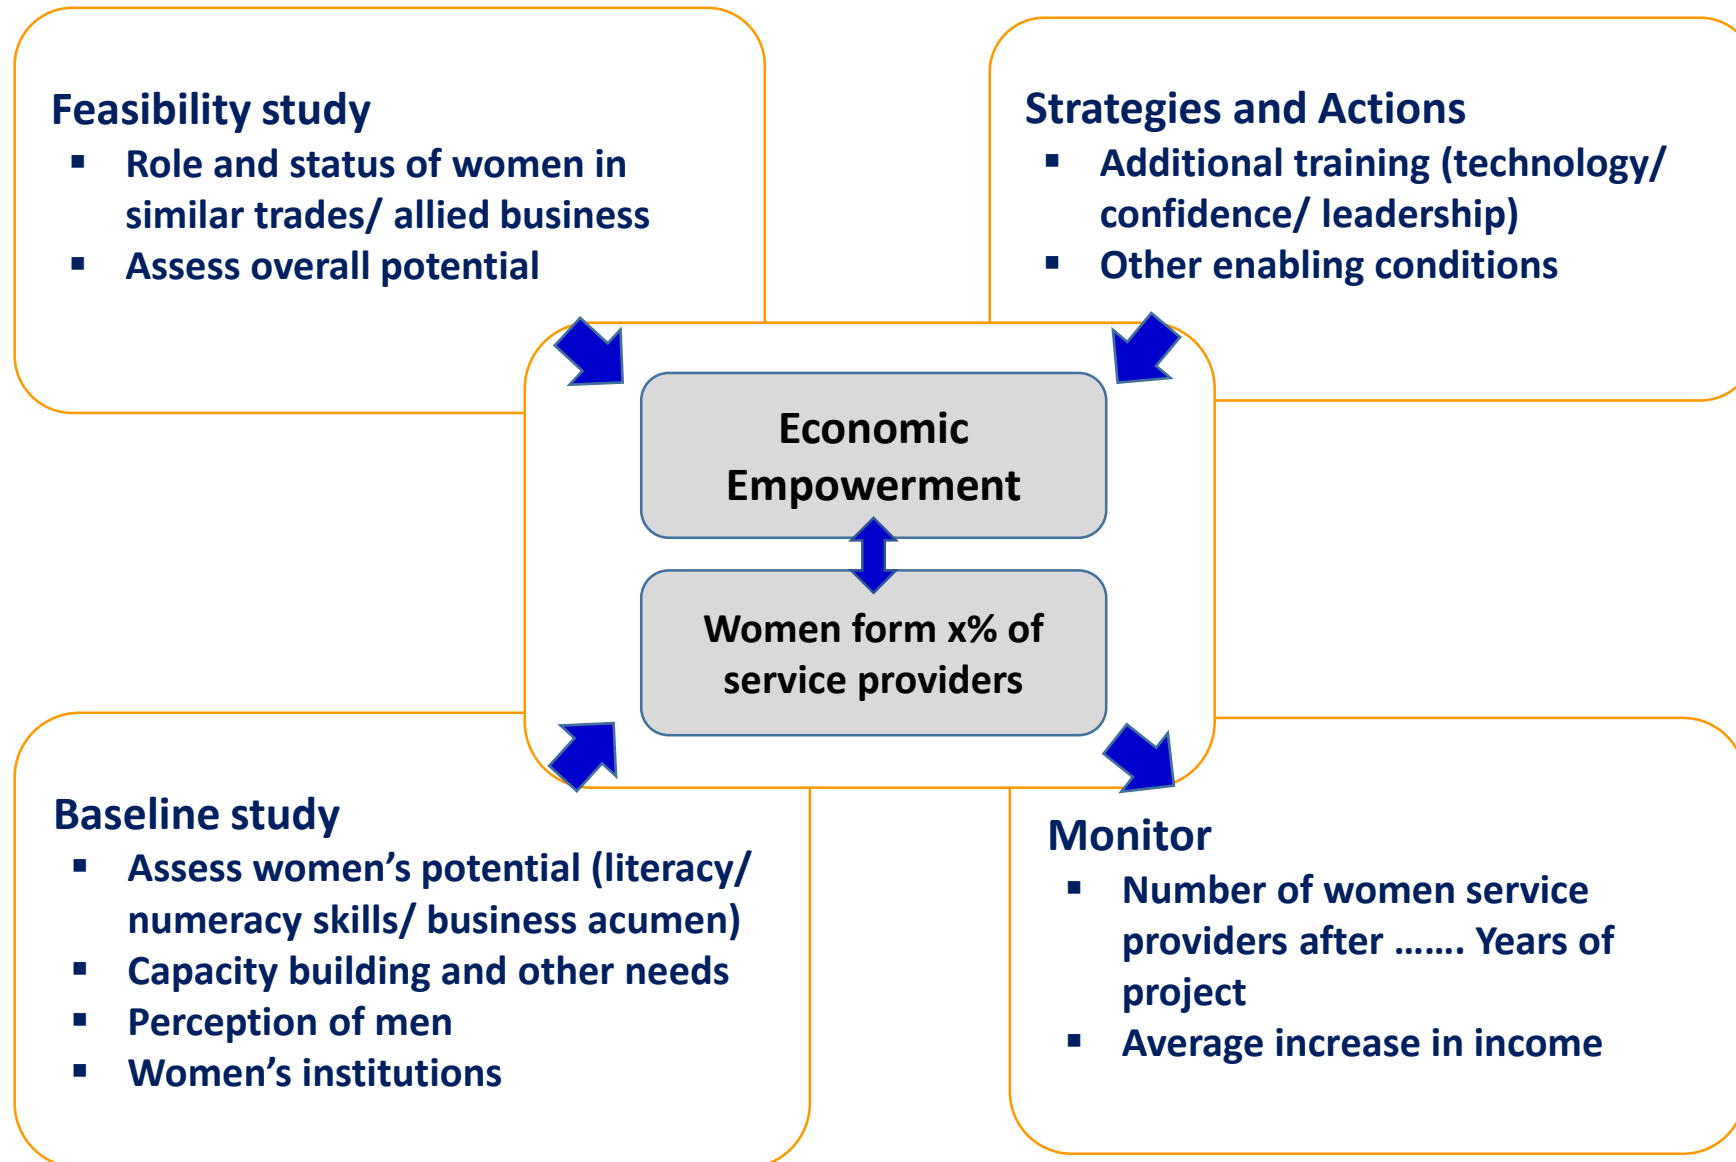 Feasibility study
▪ Role and status of women in
similar trades/ allied business
▪ Assess overall potential
Strategies and Actions
▪ Additional training (technology/
confidence/ leadership)
▪ Other enabling conditions
Economic
Empowerment
Women form x% of
service providers
Baseline study
▪ Assess women’s potential (literacy/
numeracy skills/ business acumen)
▪ Capacity building and other needs
▪ Perception of men
▪ Women’s institutions
Monitor
▪ Number of women service
providers after ....... Years of
project
▪ Average increase in income